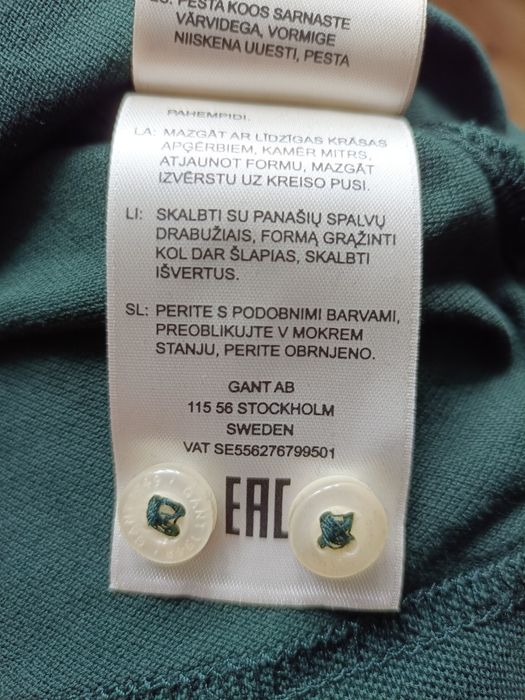 PESTA KOOS SARNASTE
VÄRVIDEGA, VORMIGE
NIISKENA UUESTI, PESTA
PAHEMPIDI.
LA: MAZGĀT AR LĪDZĪGAS KRĀSAS
APĢĒRBIEM, KAMĒR MITRS,
ATJAUNOT FORMU, MAZGĀT
IZVĒRSTU UZ KREISO PUSI.
LI: SKALBTI SU PANAŠIŲ SPALVŲ
DRABUŽIAIS, FORMĄ GRĄŽINTI
KOL DAR ŠLAPIAS, SKALBTI
IŠVERTUS.
SL: PERITE S PODOBNIMI BARVAMI,
PREOBLIKUJTE V MOKREM
STANJU, PERITE OBRNJENO.
GANT AB
115 56 STOCKHOLM
SWEDEN
VAT SE556276799501
EAC
GANT 1949